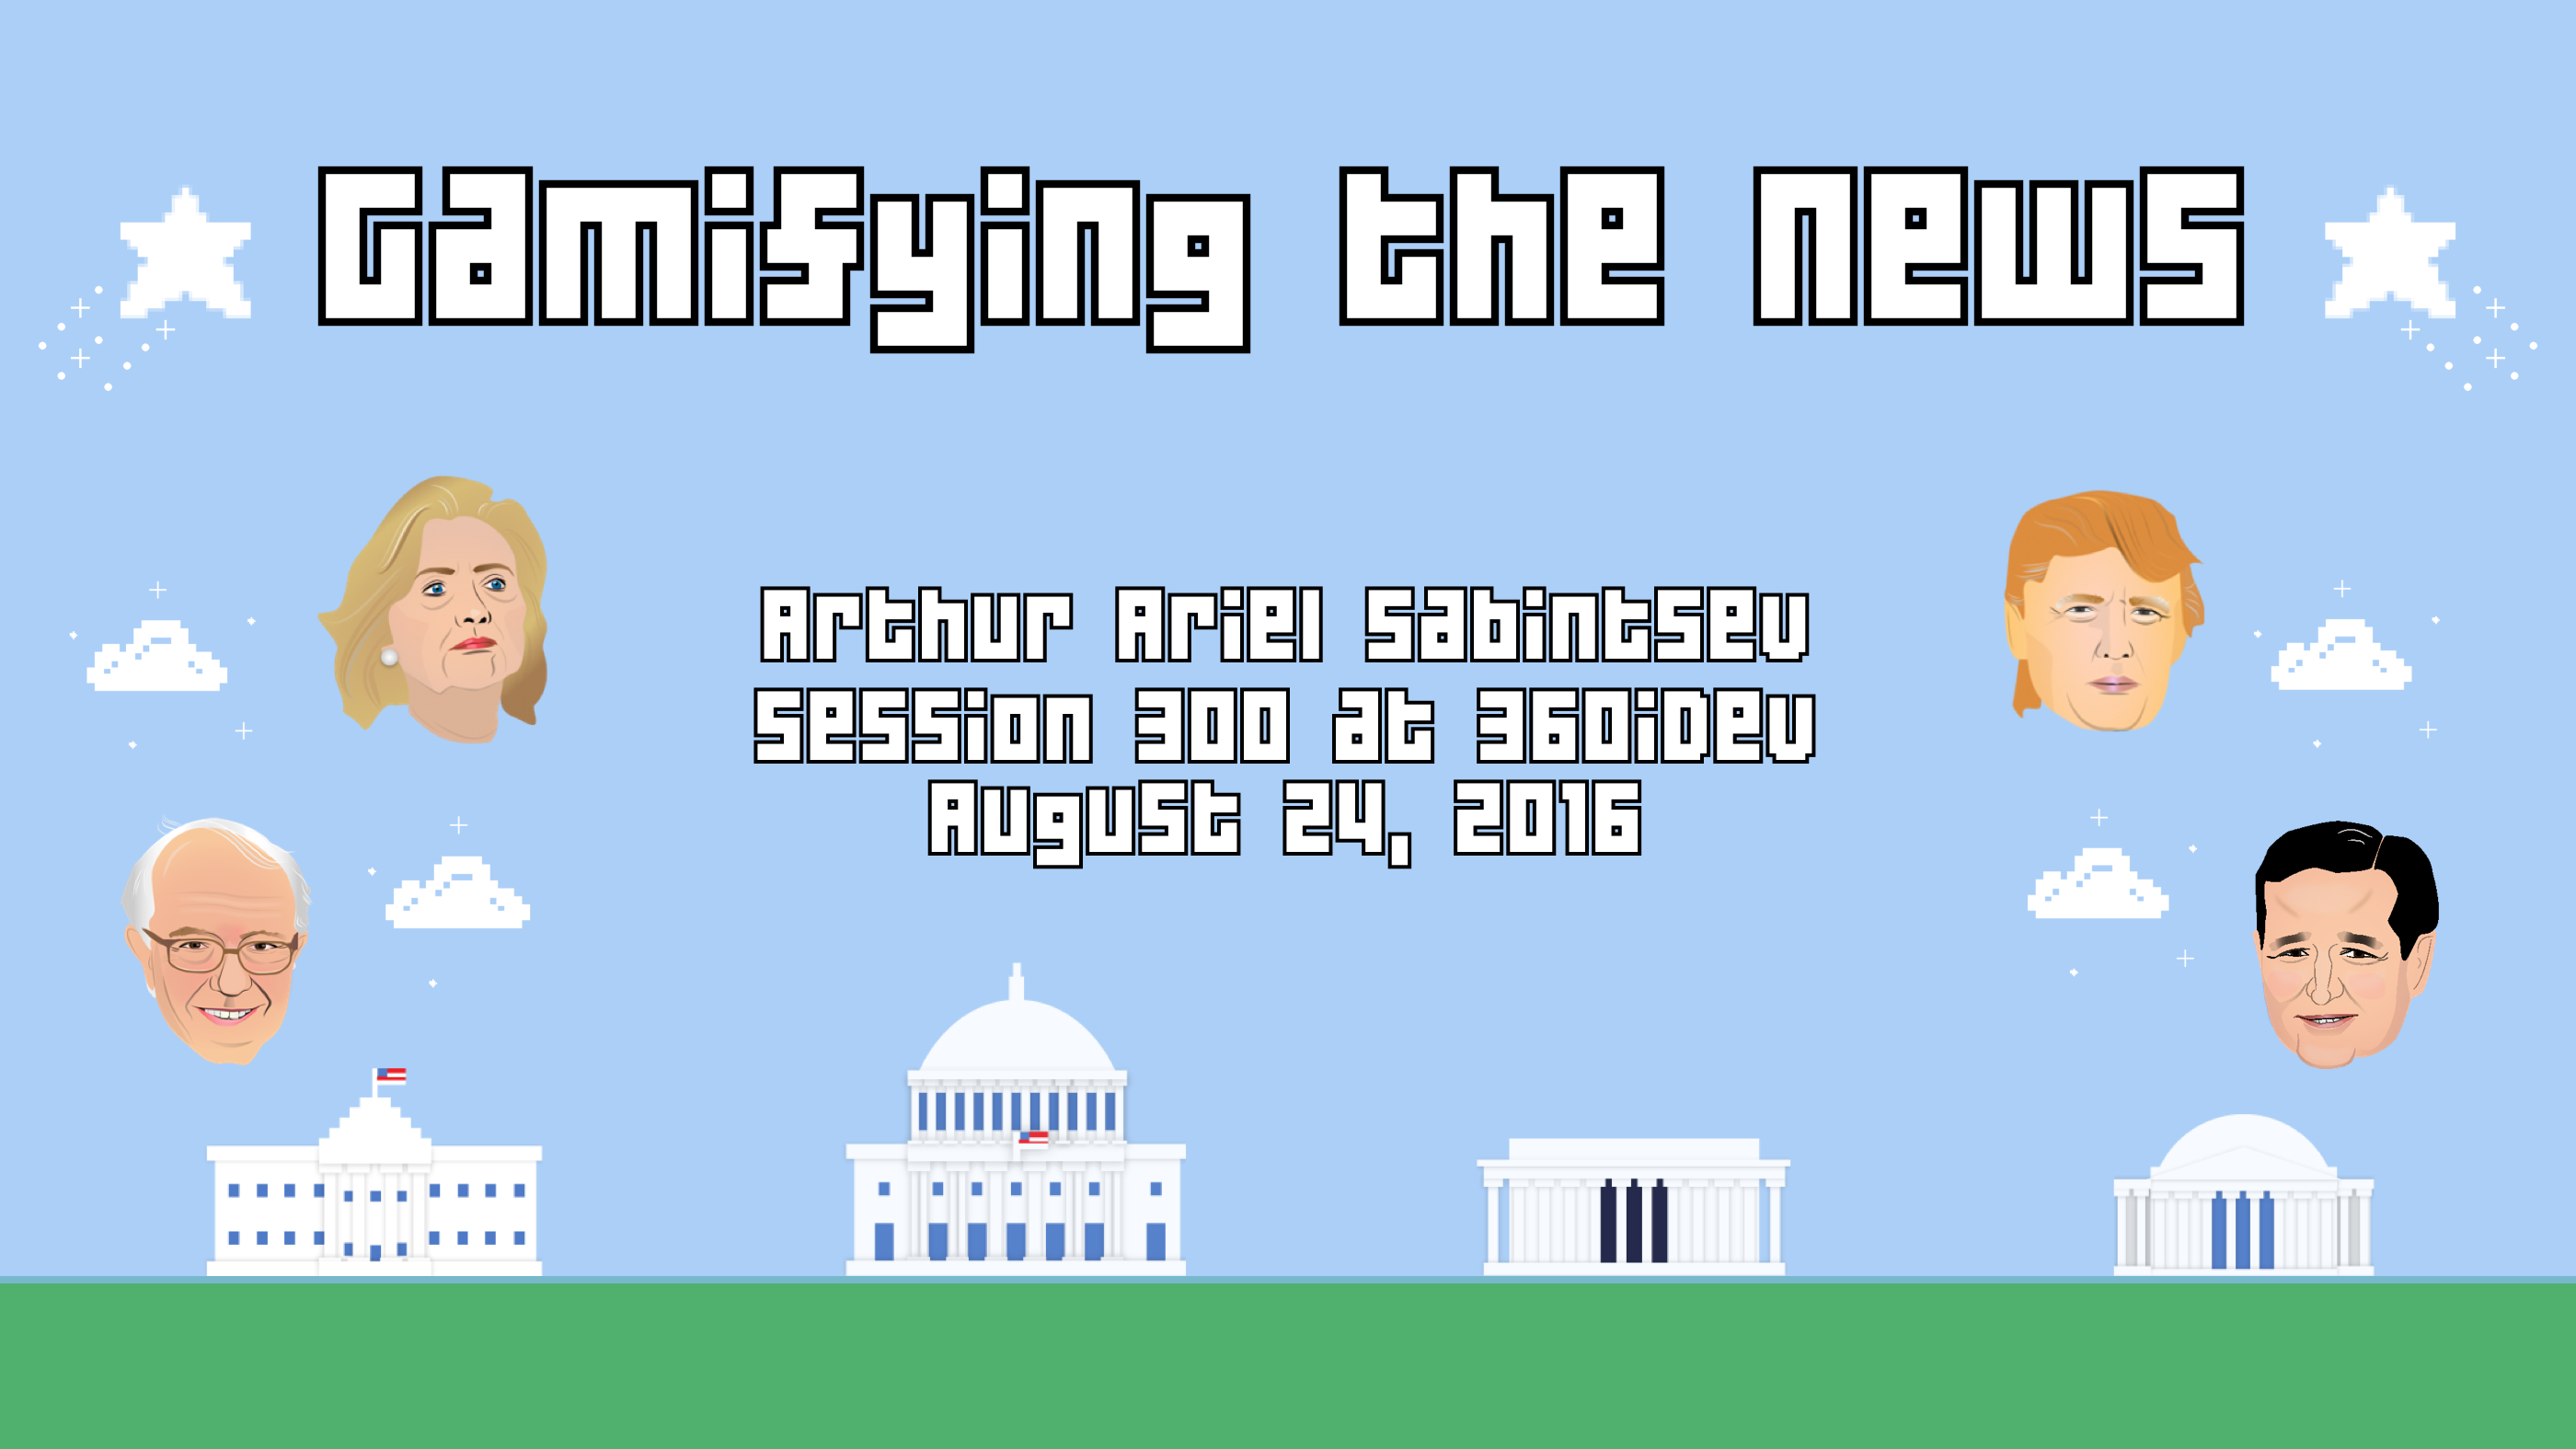 Gamifying the News
Arthur Ariel Sabintsev
Session 300 at 360iDev
August 24, 2016